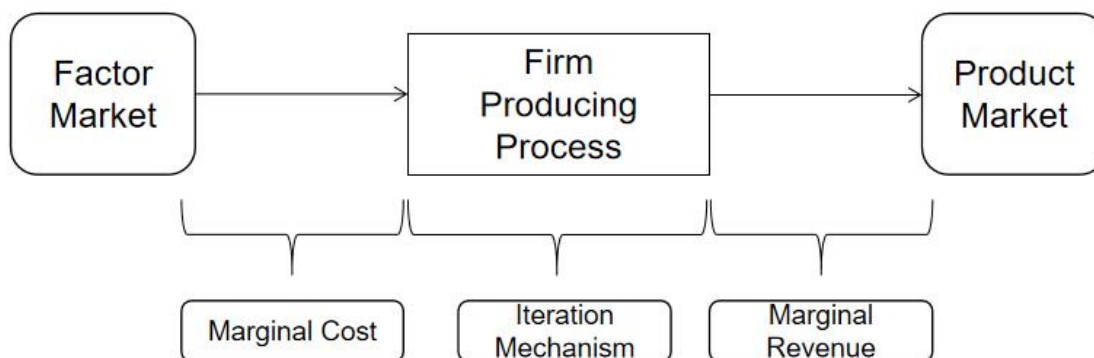 Factor
Market
Firm
Producing
Process
Product
Market
Marginal Cost
Iteration
Mechanism
Marginal
Revenue